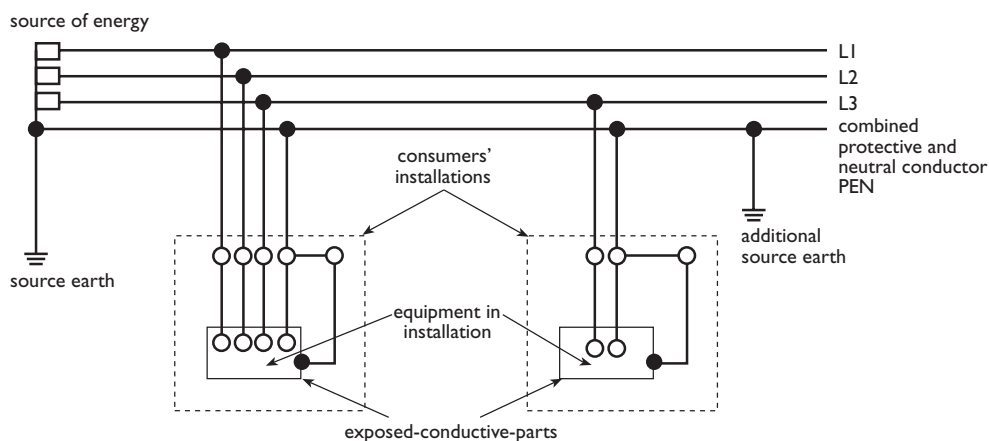 source of energy
L1
L2
L3
combined
protective and
neutral conductor
PEN
consumers'
installations
additional
source earth
source earth
equipment in
installation
exposed-conductive-parts